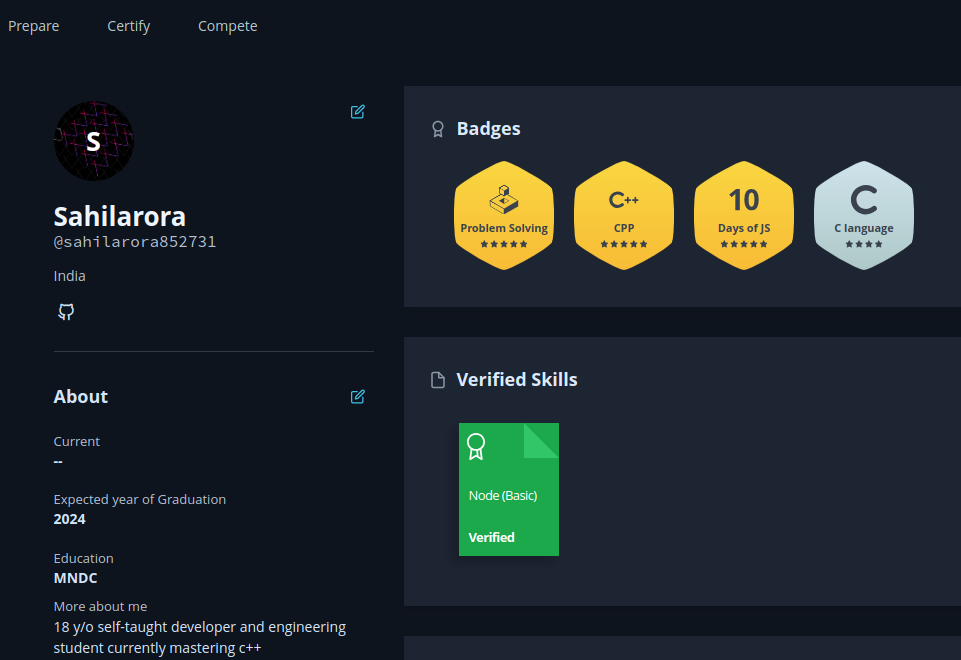 Prepare Certify Compete
S
Sahilarora
@sahilarora852731
India
About
Current
--
Expected year of Graduation
2024
Education
MNDC
More about me
18 y/o self-taught developer and engineering
student currently mastering c++
Badges
Problem Solving
C++
CPP
10
Days of JS
C
C language
Verified Skills
Node (Basic)
Verified